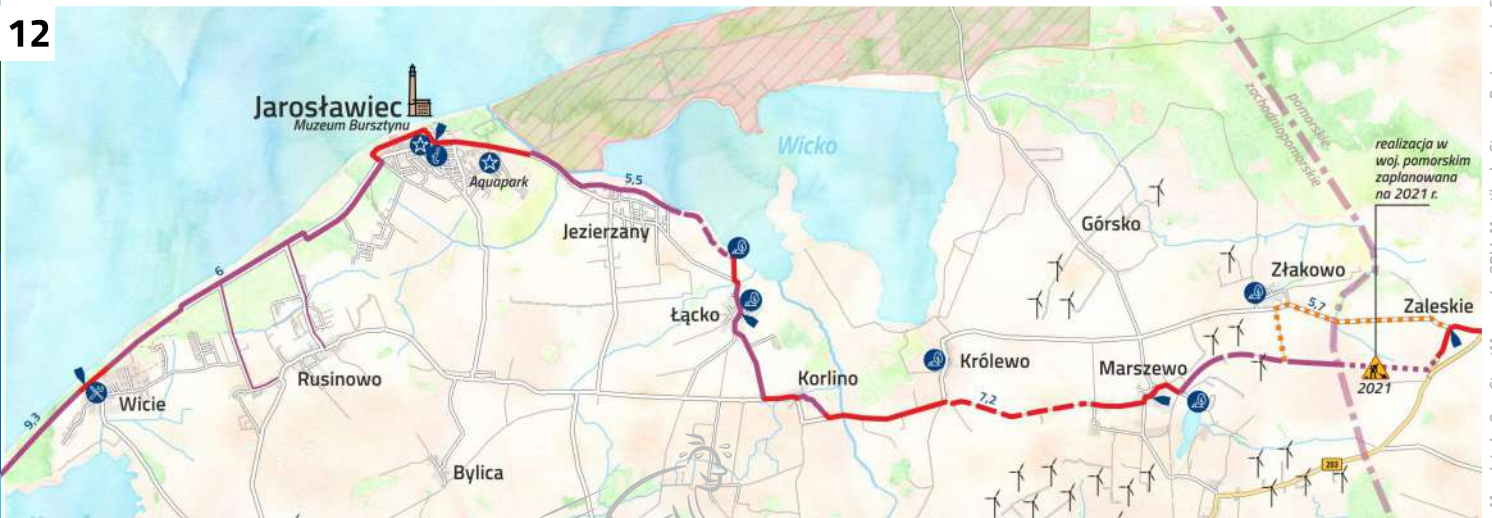 12
Jarosławiec
Muzeum Bursztynu
Aquapark
Wicko
pomorskie
zachodniopomorskie
realizacja w
woj. pomorskim
zaplanowana
na 2021 r.
5,5
Jezierzany
Górsko
Złakowo
5,7
Zaleskie
6
Łącko
Królewo
Marszewo
2021
Rusinowo
Korlino
7,2
Wicie
9,3
Bylica
203